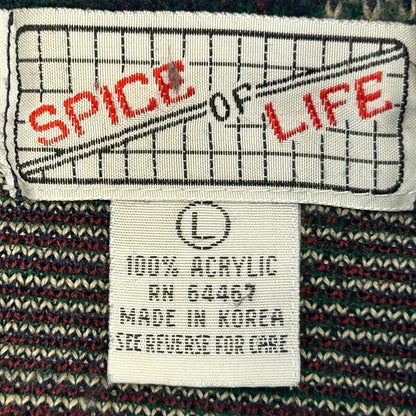 SPICE OF LIFE
L
100% ACRYLIC
RN 64467
MADE IN KOREA
SEE REVERSE FOR CARE